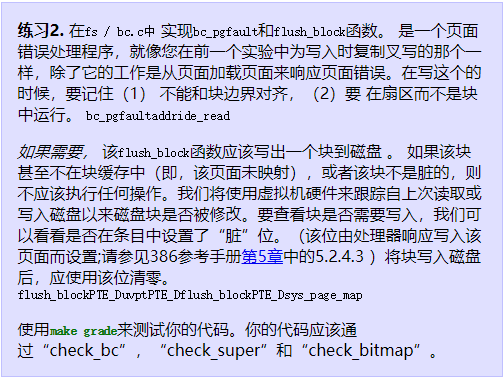 练习2. 在fs / bc.c中 实现bc_pgfault和flush_block函数。 是一个页面
错误处理程序，就像您在前一个实验中为写入时复制又写的那个一
样，除了它的工作是从页面加载页面来响应页面错误。在写这个的
时候，要记住（1） 不能和块边界对齐，（2）要 在扇区而不是块
中运行。 bc_pgfaultaddride_read
如果需要， 该flush_block函数应该写出一个块到磁盘 。 如果该块
甚至不在块缓存中（即，该页面未映射），或者该块不是脏的，则
不应该执行任何操作。我们将使用虚拟机硬件来跟踪自上次读取或
写入磁盘以来磁盘块是否被修改。要查看块是否需要写入，我们可
以看看是否在条目中设置了“脏”位。（该位由处理器响应写入该
页面而设置;请参见386参考手册第5章中的5.2.4.3 ）将块写入磁盘
后，应使用该位清零。
flush_blockPTE_DuvptPTE_Dflush_blockPTE_Dsys_page_map
使用make grade来测试你的代码。你的代码应该通
过“check_bc”，“check_super”和“check_bitmap”。